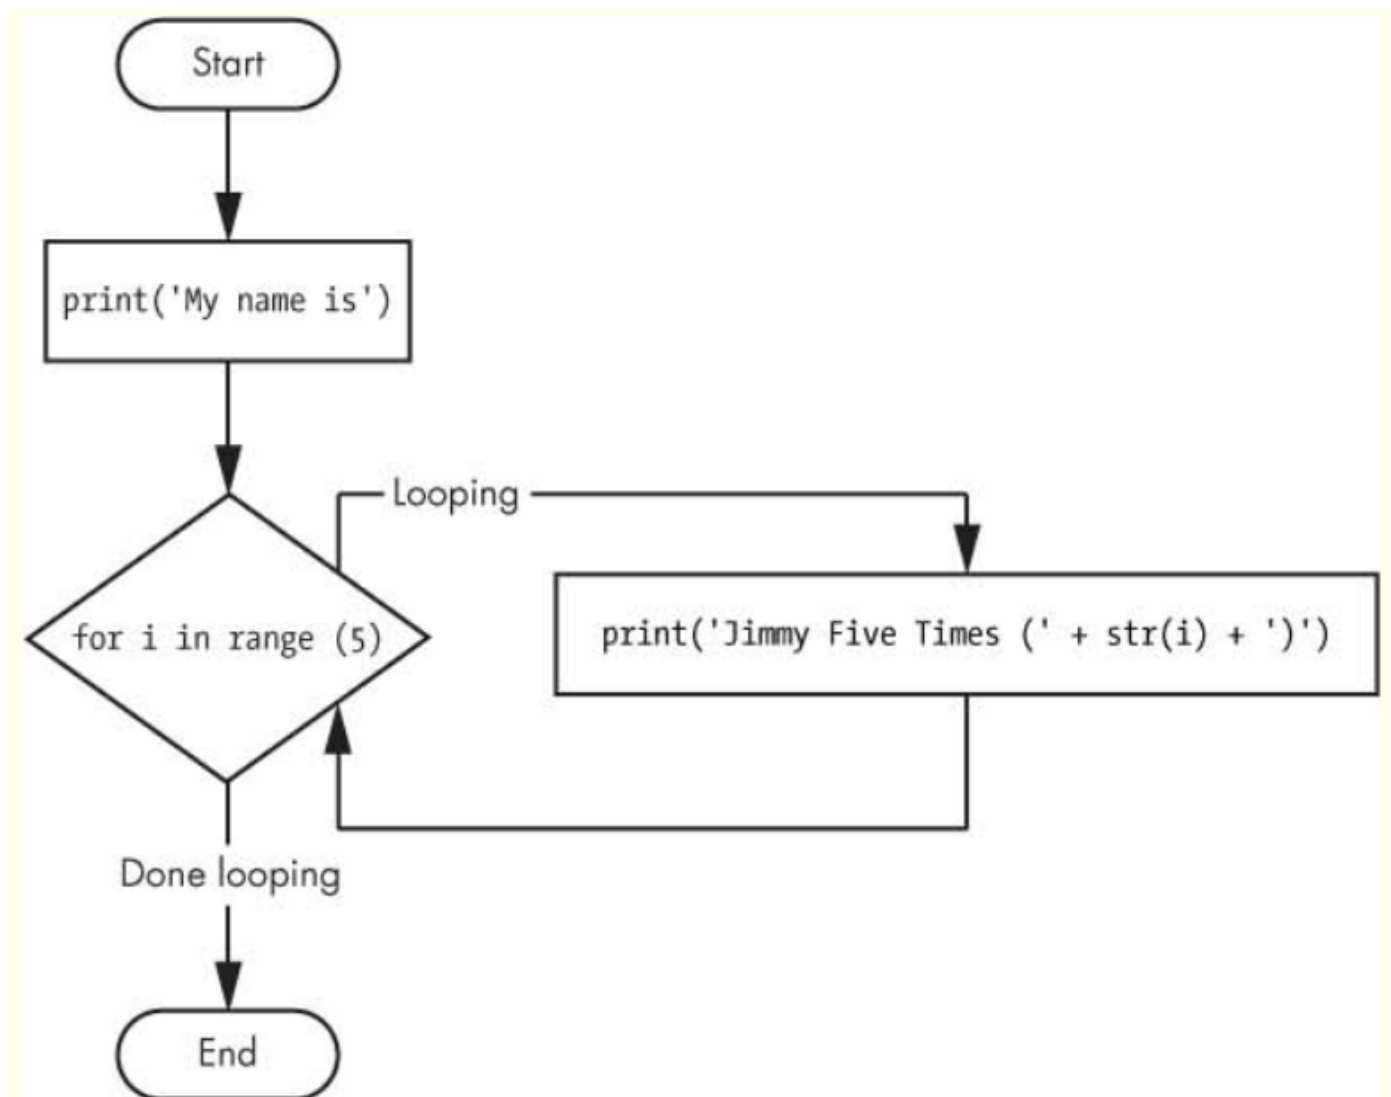 Start
print('My name is')
Looping
for i in range (5)
print('Jimmy Five Times (' + str(i) + ')')
Done looping
End